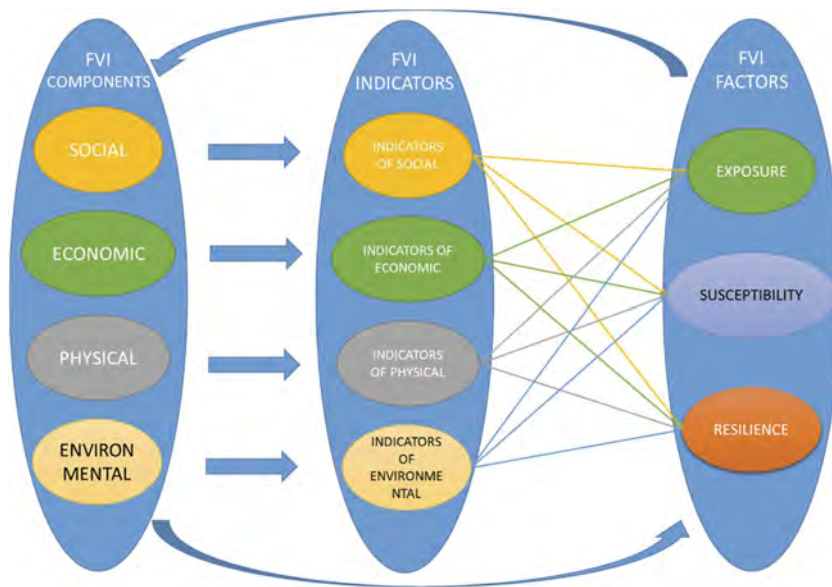 FVI
COMPONENTS
SOCIAL
ECONOMIC
PHYSICAL
ENVIRON
MENTAL
FVI
INDICATORS
INDICATORS
OF SOCIAL
INDICATORS OF
ECONOMIC
INDICATORS
OF PHYSICAL
INDICATORS
OF
ENVIRONME
NTAL
FVI
FACTORS
EXPOSURE
SUSCEPTIBILITY
RESILIENCE